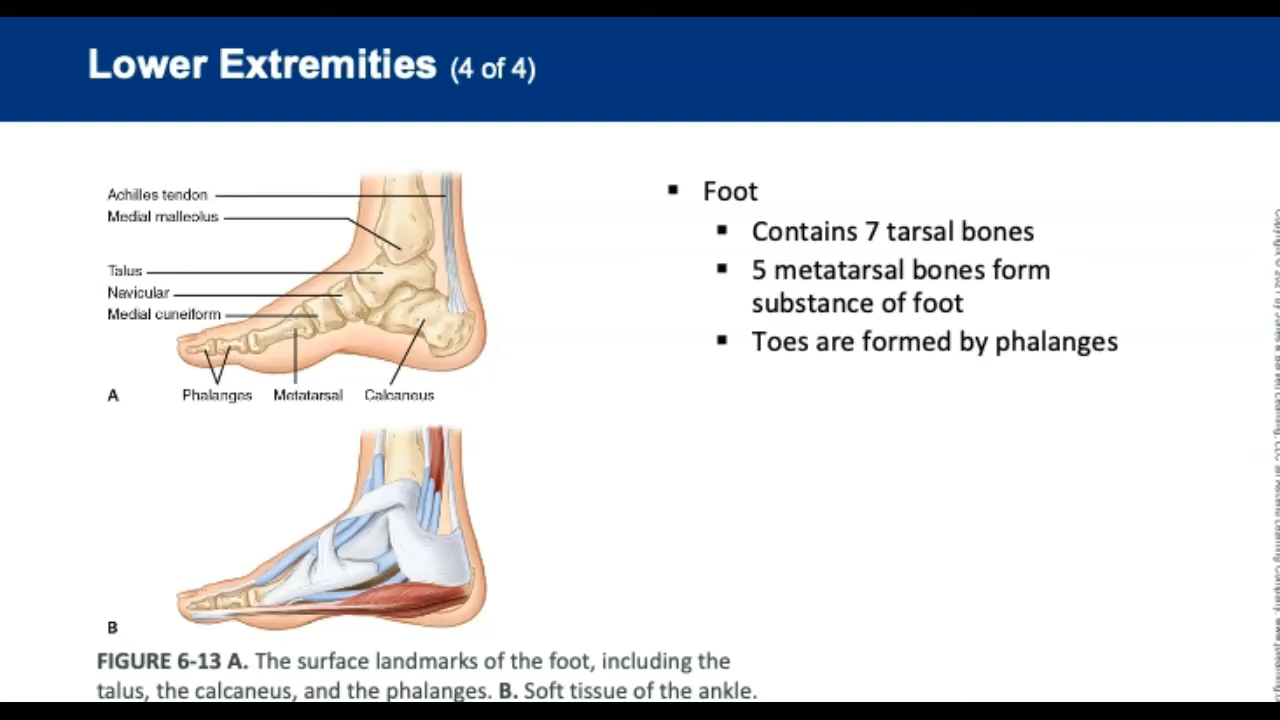 Lower Extremities (4 of 4)
Achilles tendon
Medial malleolus
Talus
Navicular
Medial cuneiform
Phalanges Metatarsal Calcaneus
A
B
FIGURE 6-13 A. The surface landmarks of the foot, including the
talus, the calcaneus, and the phalanges. B. Soft tissue of the ankle.
▪ Foot
▪ Contains 7 tarsal bones
▪ 5 metatarsal bones form
substance of foot
▪ Toes are formed by phalanges